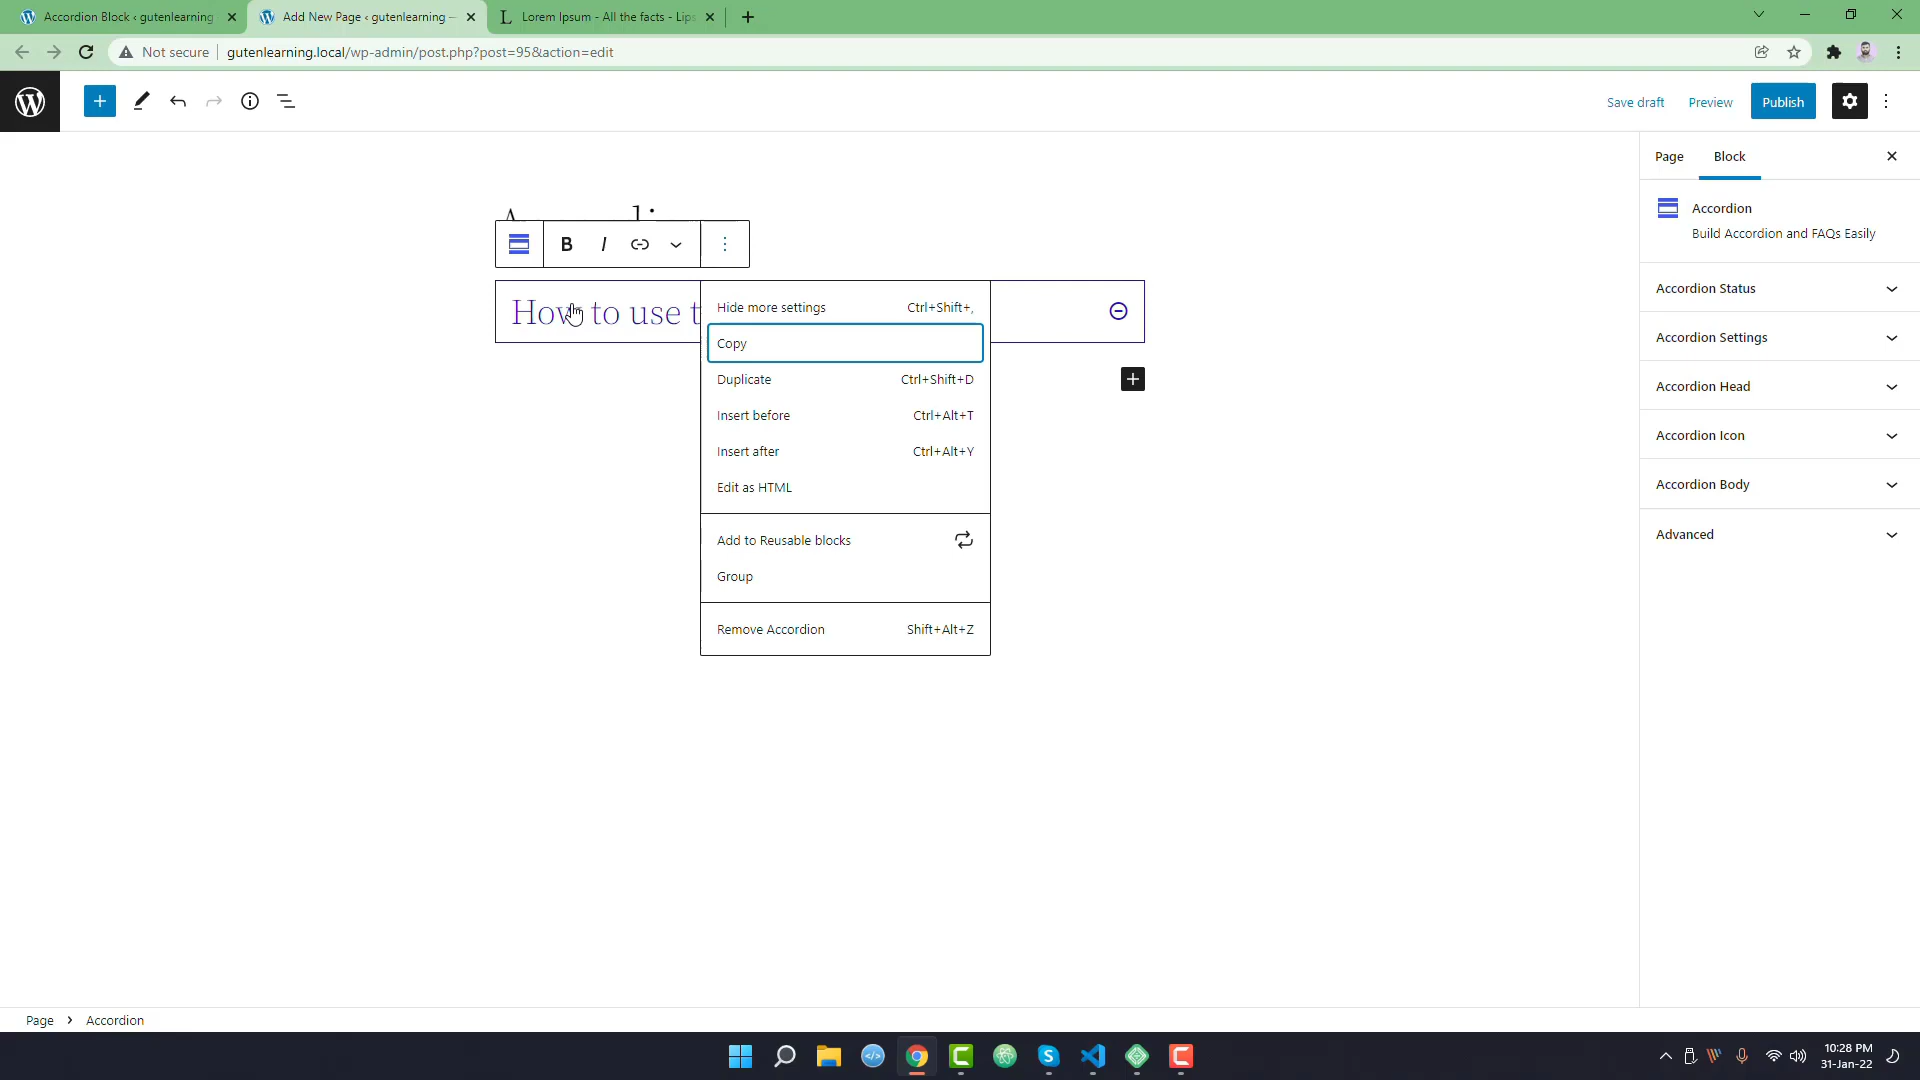 Accordion Block ‹ gutenlearning
Add New Page ‹ gutenlearning —
Lorem Ipsum - All the facts - Lips
Not secure
gutenlearning.local/wp-admin/post.php?post=95&action=edit
Save draft
Preview
Publish
Page
Block
Accordion
Build Accordion and FAQs Easily
B I
How to use t
Hide more settings Ctrl+Shift+,
Copy
Duplicate Ctrl+Shift+D
Insert before Ctrl+Alt+T
Insert after Ctrl+Alt+Y
Edit as HTML
Add to Reusable blocks
Group
Remove Accordion Shift+Alt+Z
Accordion Status
Accordion Settings
Accordion Head
Accordion Icon
Accordion Body
Advanced
Page › Accordion
10:28 PM
31-Jan-22